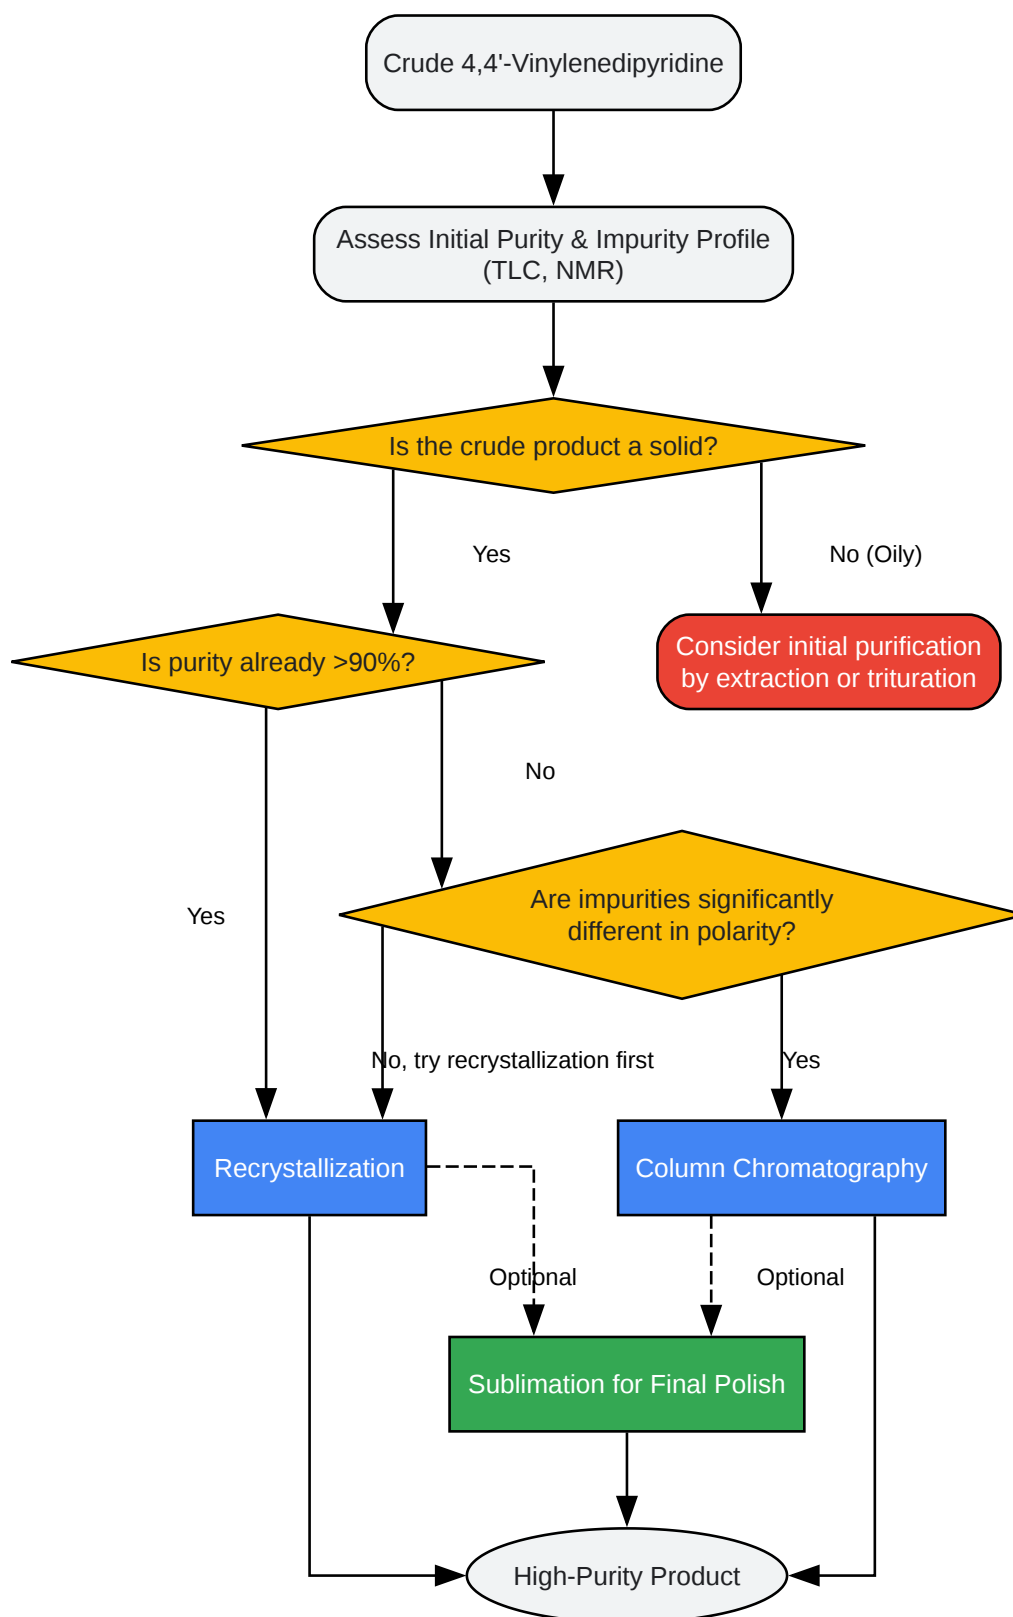 Crude 4,4'-Vinylenedipyridine
Assess Initial Purity & Impurity Profile
(TLC, NMR)
Is the crude product a solid?
Yes
No (Oily)
Is purity already >90%?
Consider initial purification
by extraction or trituration
No
Yes
Are impurities significantly
different in polarity?
No, try recrystallization first
Yes
Recrystallization
Column Chromatography
Optional
Optional
Sublimation for Final Polish
High-Purity Product